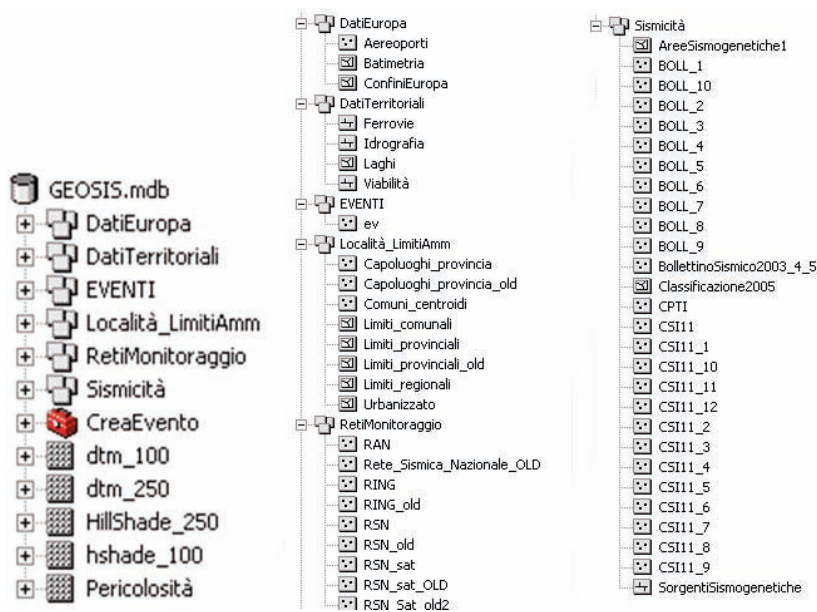 GEOSIS.mdb
DatiEuropa
DatiTerritoriali
EVENTI
Località_LimitiAmm
RetiMonitoraggio
Sismicità
CreaEvento
dtm_100
dtm_250
HillShade_250
hshade_100
Pericolosità
DatiEuropa
Aereoporti
Batimetria
ConfiniEuropa
DatiTerritoriali
Ferrovie
Idrografia
Laghi
Viabilità
EVENTI
ev
Località_LimitiAmm
Capoluoghi_provincia
Capoluoghi_provincia_old
Comuni_centroidi
Limiti_comunali
Limiti_provinciali
Limiti_provinciali_old
Limiti_regionali
Urbanizzato
RetiMonitoraggio
RAN
Rete_Sismica_Nazionale_OLD
RING
RING_old
RSN
RSN_old
RSN_sat
RSN_sat_OLD
RSN_Sat_old2
Sismicità
AreeSismogenetiche1
BOLL_1
BOLL_10
BOLL_2
BOLL_3
BOLL_4
BOLL_5
BOLL_6
BOLL_7
BOLL_8
BOLL_9
BollettinoSismico2003_4_5
Classificazione2005
CPTI
CSI11
CSI11_1
CSI11_10
CSI11_11
CSI11_12
CSI11_2
CSI11_3
CSI11_4
CSI11_5
CSI11_6
CSI11_7
CSI11_8
CSI11_9
SorgentiSismogenetiche